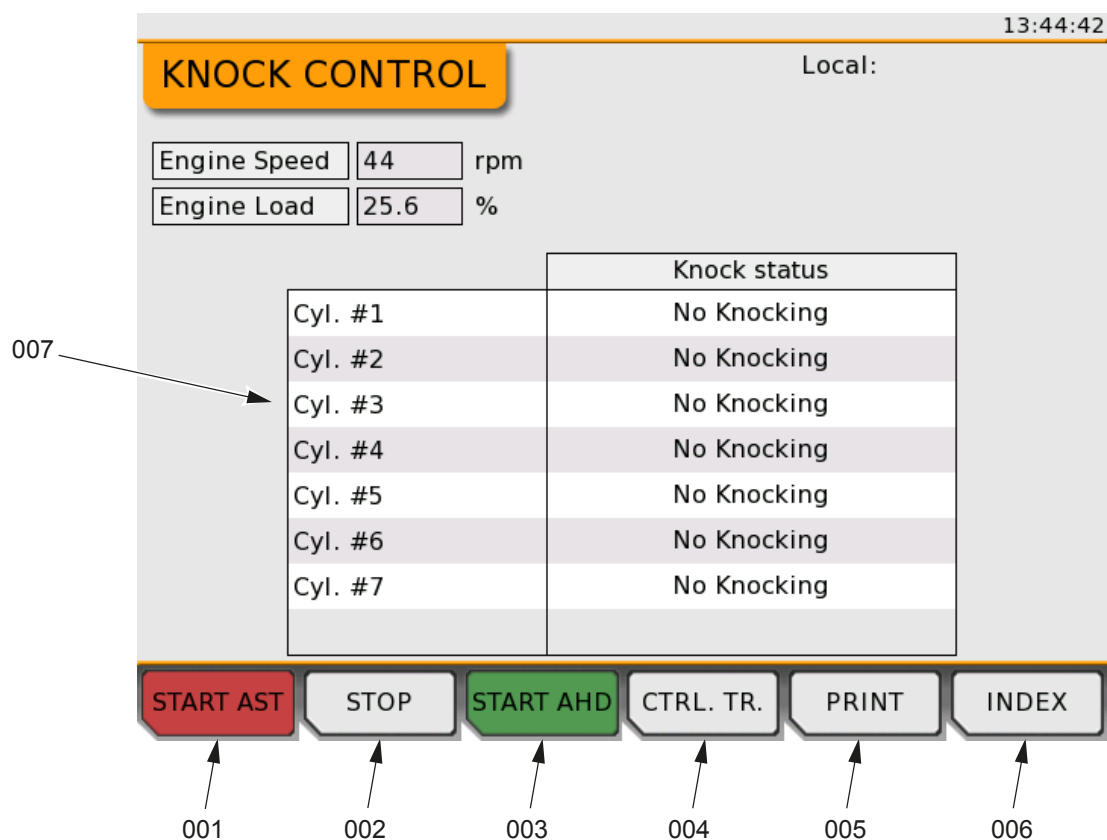 13:44:42
KNOCK CONTROL
Local:
Engine Speed 44 rpm
Engine Load 25.6 %
Knock status
Cyl. #1 No Knocking
007
Cyl. #2 No Knocking
Cyl. #3 No Knocking
Cyl. #4 No Knocking
Cyl. #5 No Knocking
Cyl. #6 No Knocking
Cyl. #7 No Knocking
START AST STOP START AHD CTRL. TR. PRINT INDEX
001 002 003 004 005 006